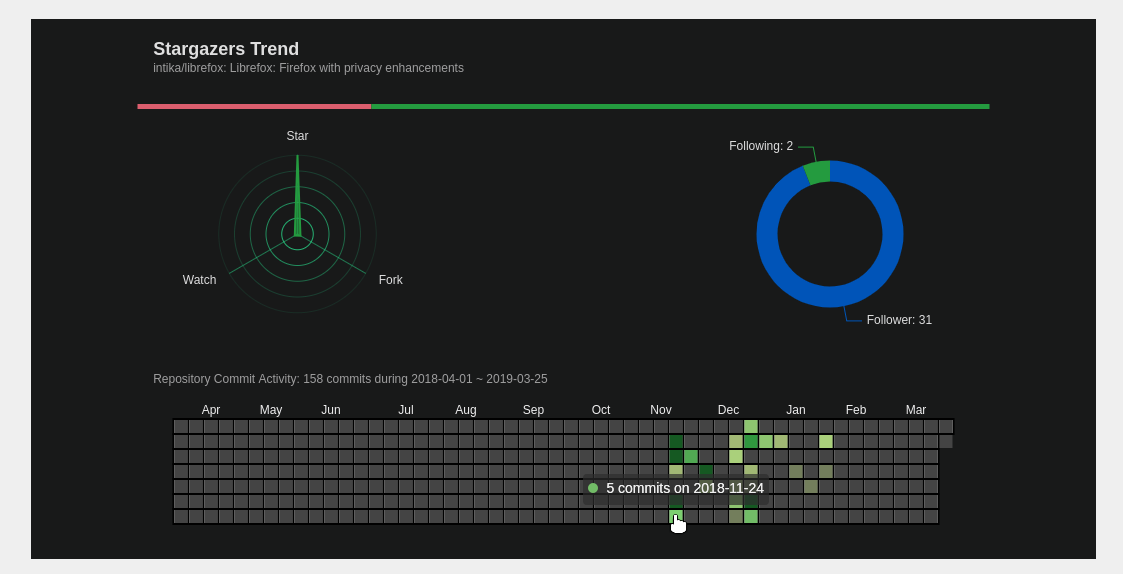 Stargazers Trend
intika/librefox: Librefox: Firefox with privacy enhancements
Star
Following: 2
Watch
Fork
Follower: 31
Repository Commit Activity: 158 commits during 2018-04-01 ~ 2019-03-25
Apr May Jun Jul Aug Sep Oct Nov Dec Jan Feb Mar
5 commits on 2018-11-24